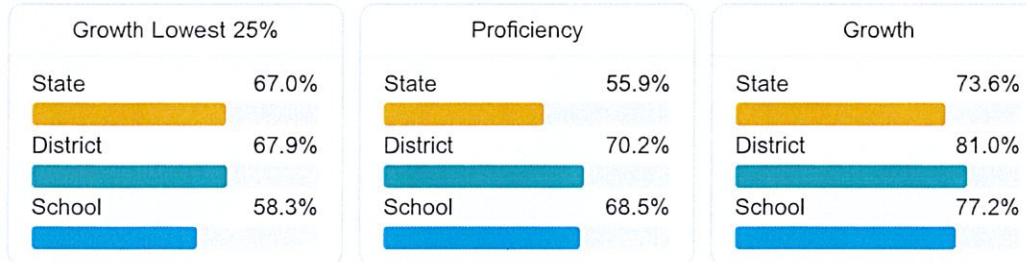 Growth Lowest 25%
State 67.0%
District 67.9%
School 58.3%
Proficiency
State 55.9%
District 70.2%
School 68.5%
Growth
State 73.6%
District 81.0%
School 77.2%